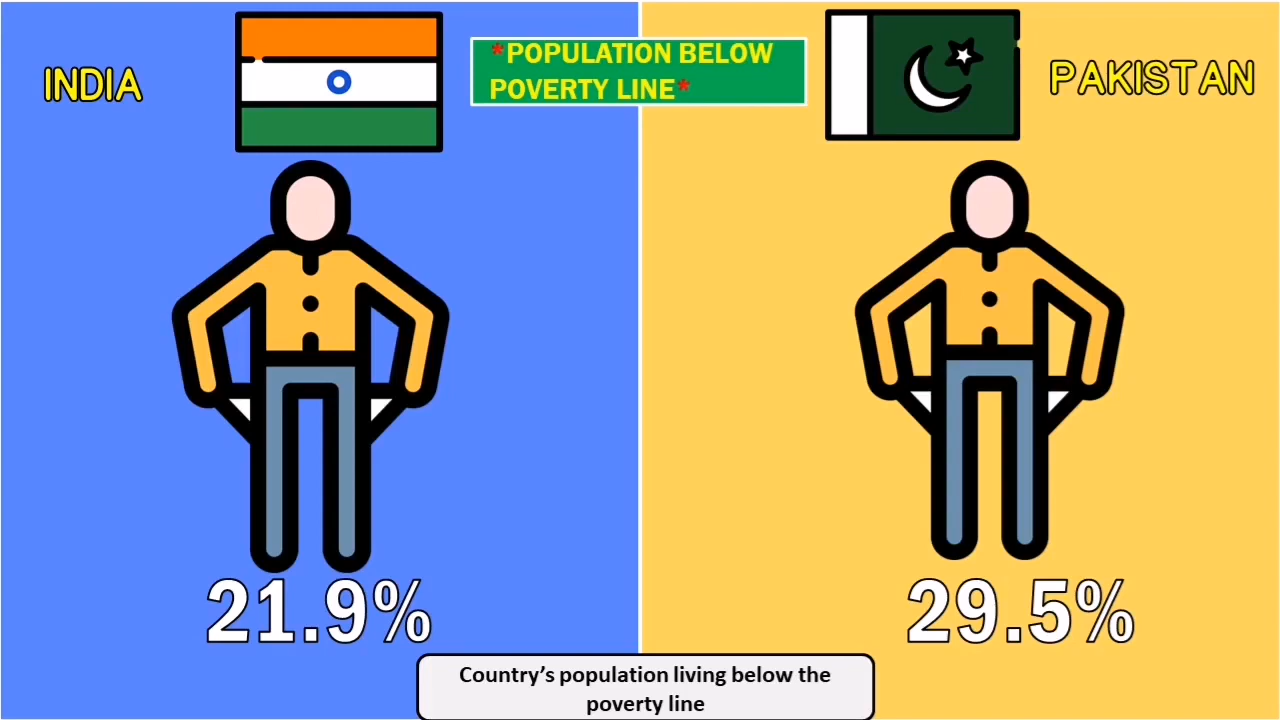 INDIA
*POPULATION BELOW
POVERTY LINE*
PAKISTAN
21.9%
29.5%
Country’s population living below the
poverty line